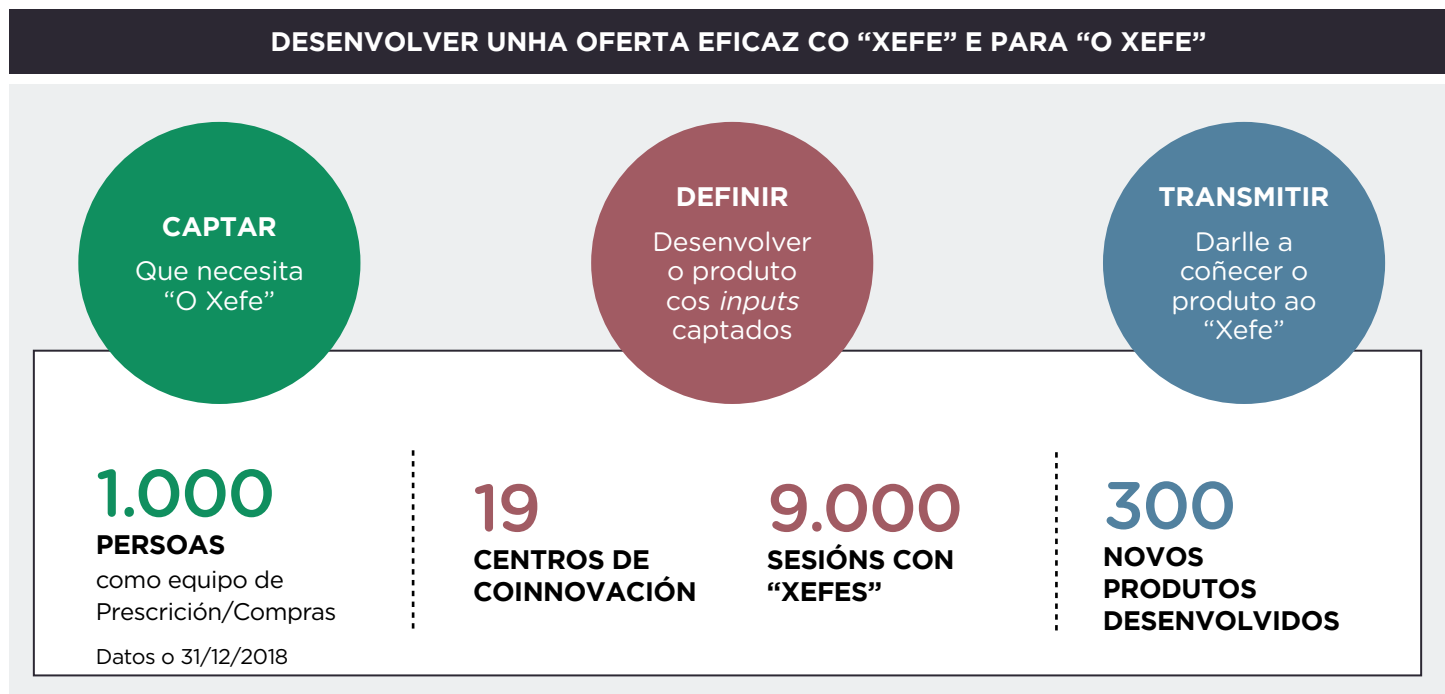 DESENVOLVER UNHA OFERTA EFICAZ CO “XEFE” E PARA “O XEFE”
CAPTAR
Que necesita
“O Xefe”
DEFINIR
Desenvolver
o produto
cos inputs
captados
TRANSMITIR
Darlle a
coñecer o
produto ao
“Xefe”
1.000
PERSOAS
como equipo de
Prescrición/Compras
Datos o 31/12/2018
19
CENTROS DE
COINNOVACIÓN
9.000
SESIÓNS CON
“XEFES”
300
NOVOS
PRODUTOS
DESENVOLVIDOS